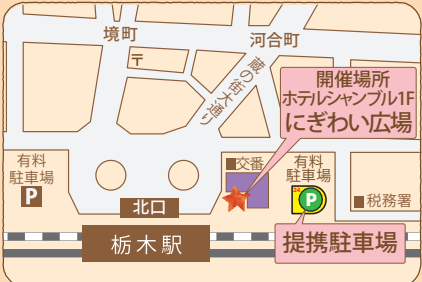 境町
河合町
〒
蔵の街大通り
開催場所
ホテルシャンプル1F
にぎわい広場
有料
駐車場
P
交番
有料
駐車場
24
P
税務署
北口
栃木駅
提携駐車場